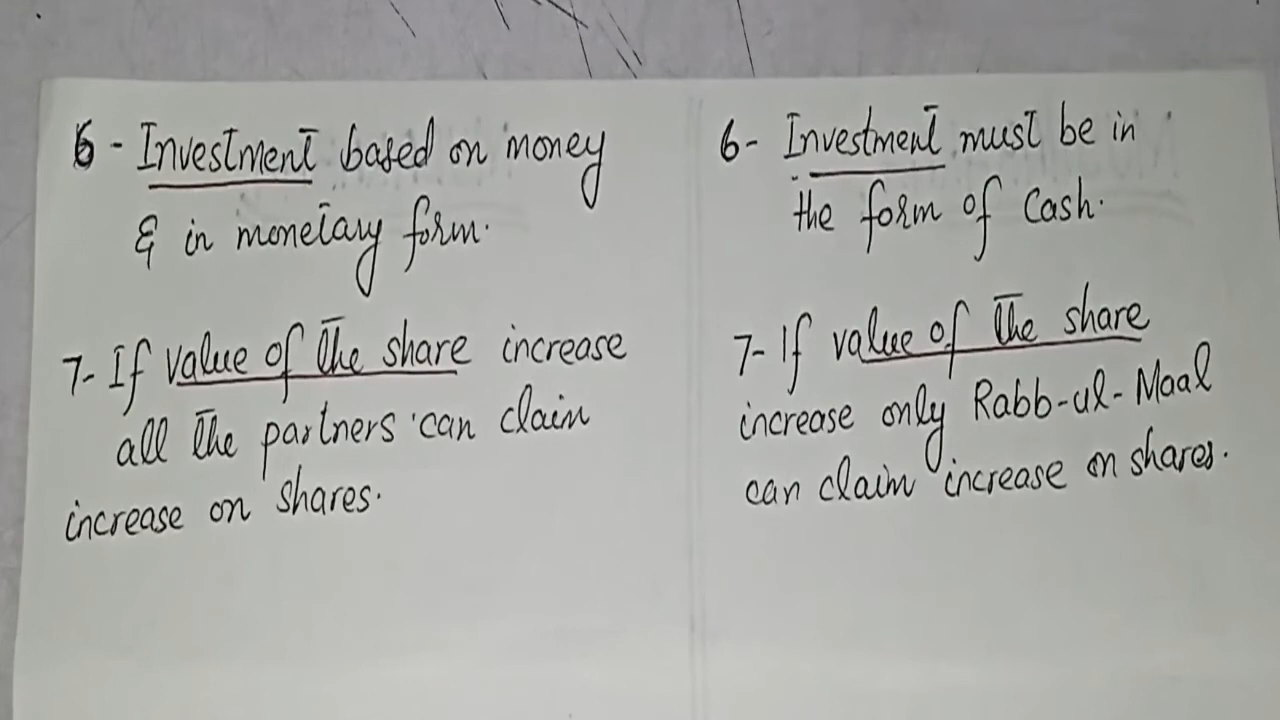 6 - Investment based on money
& in monetary form.
7- If value of the share increase
all the partners can claim
increase on shares.
6- Investment must be in
the form of Cash.
7- If value of the share
increase only Rabb-ul-Maal
can claim increase on shares.